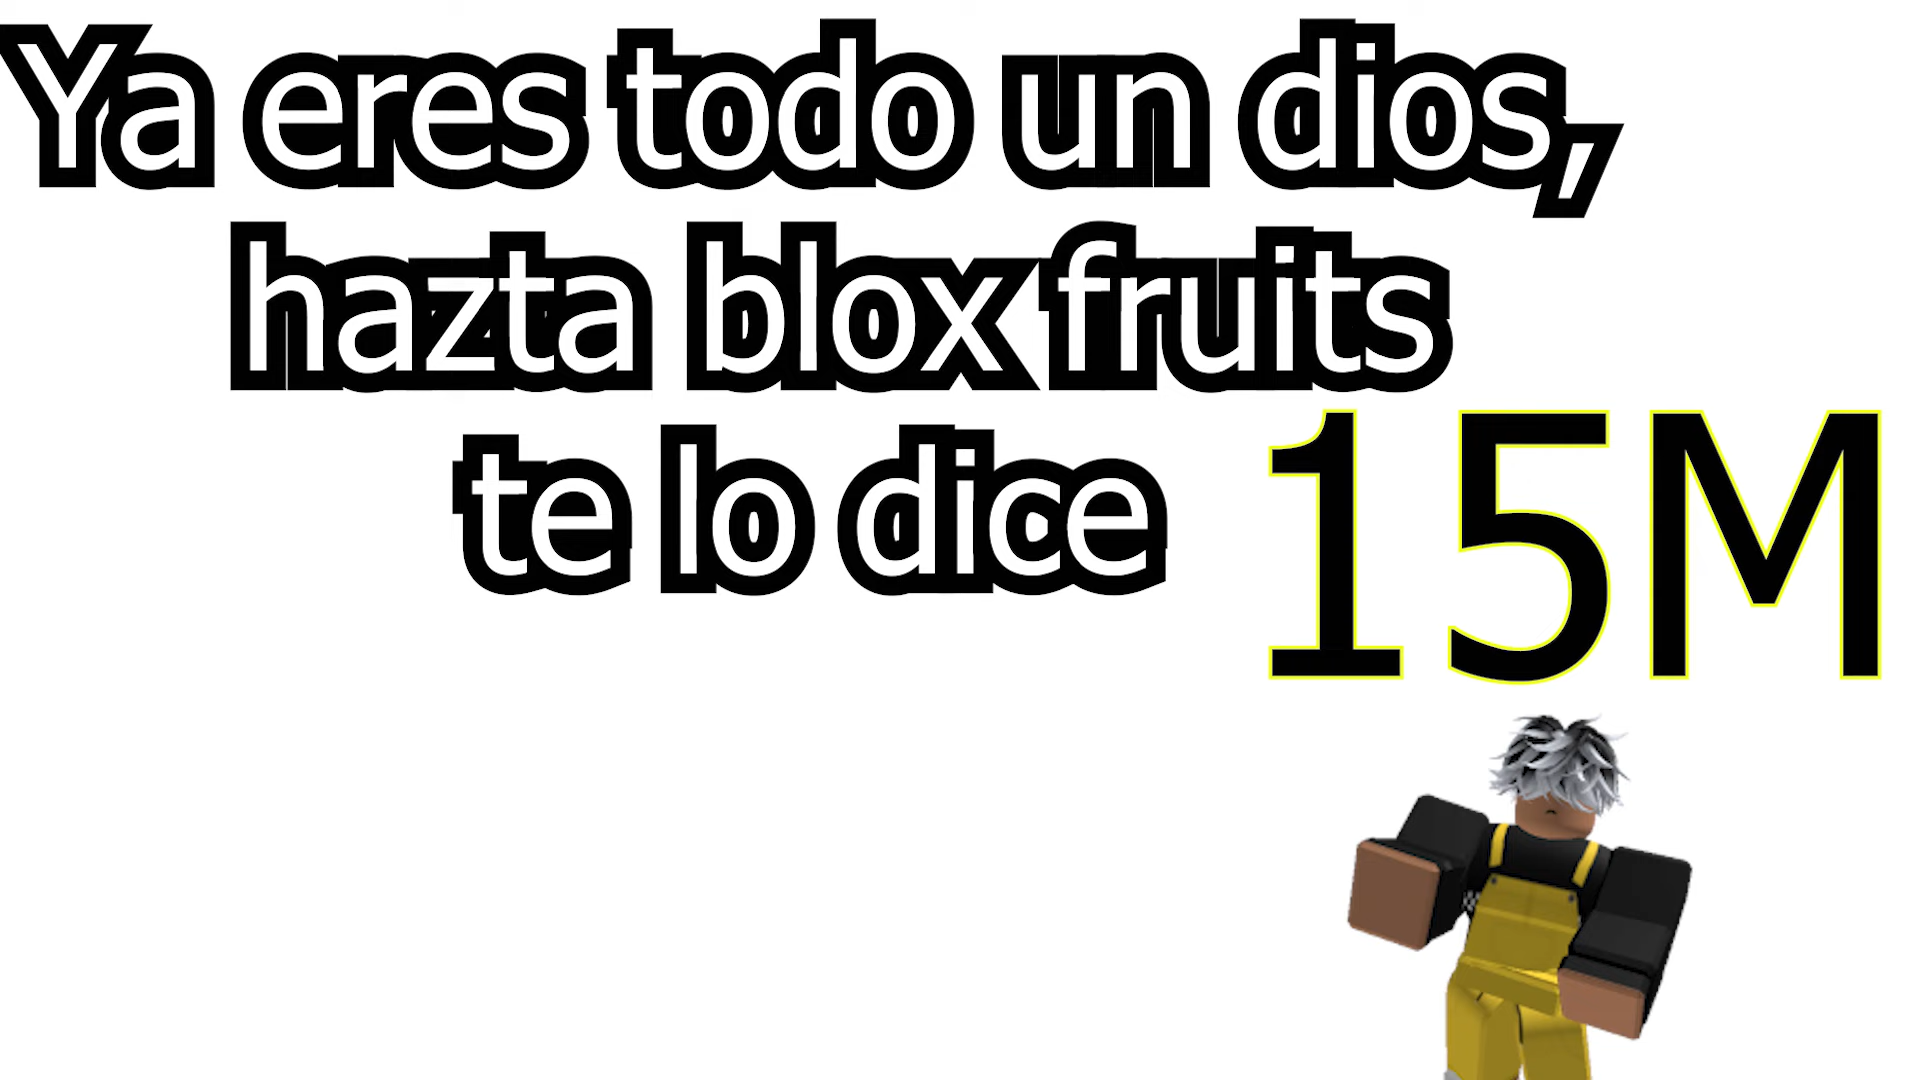 Ya eres todo un dios,
hazta blox fruits
te lo dice
15M